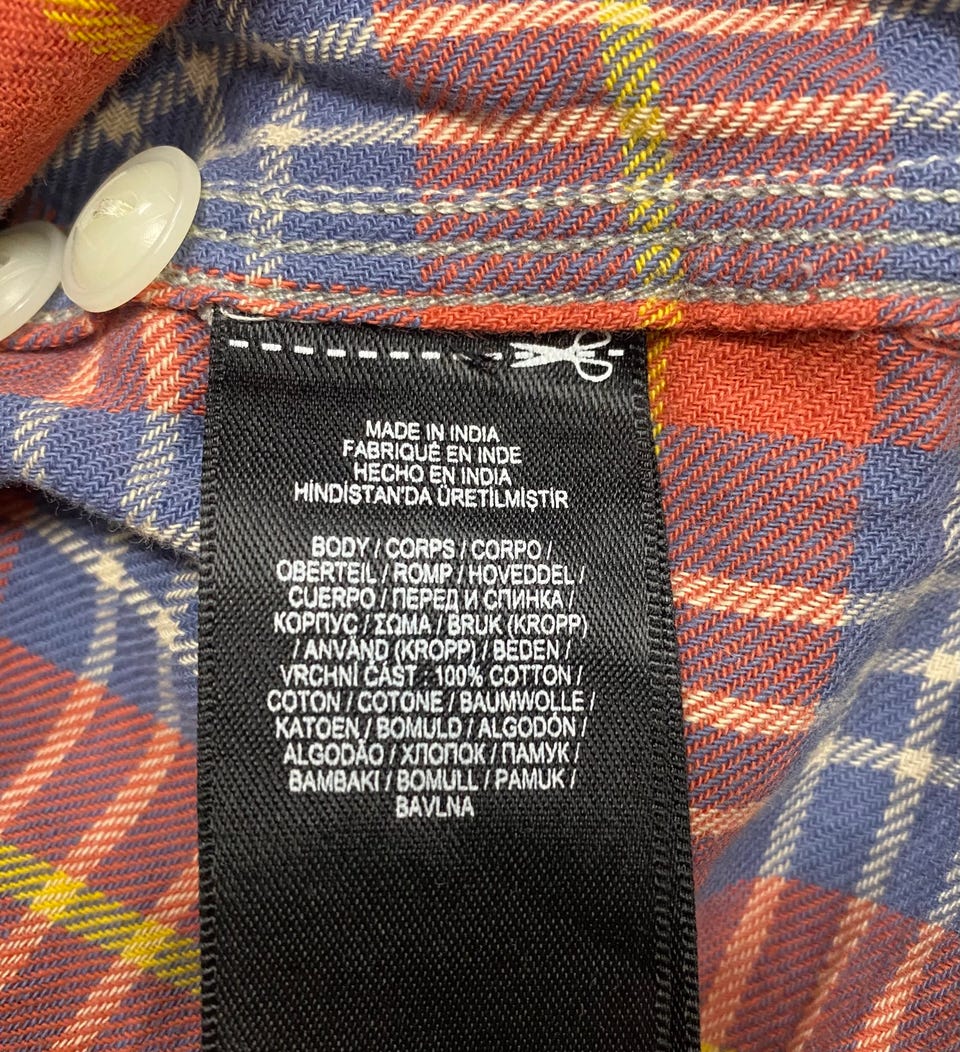 MADE IN INDIA
FABRIQUÉ EN INDE
HECHO EN INDIA
HİNDİSTAN'DA ÜRETİLMİŞTİR
BODY / CORPS / CORPO /
OBERTEIL / ROMP / HOVEDDEL /
CUERPO / ПЕРЕД И СПИНКА /
КОРПУС / ΣΩΜΑ / BRUK (KROPP)
/ ANVÄND (KROPP) / BEDEN /
VRCHNÍ ČÁST : 100% COTTON /
COTON / COTONE / BAUMWOLLE /
KATOEN / BOMULD / ALGODÓN /
ALGODÃO / ХЛОПОК / ПАМУК /
ΒΑΜΒΑΚΙ / BOMULL / PAMUK /
BAVLNA